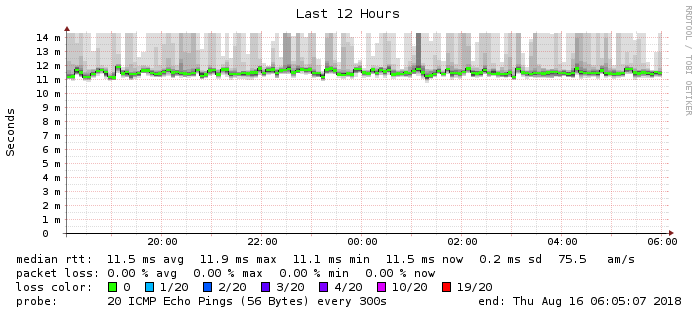 Last 12 Hours
RRDTOOL / TOBI OETIKER
Seconds
14 m
13 m
12 m
11 m
10 m
9 m
8 m
7 m
6 m
5 m
4 m
3 m
2 m
1 m
0
20:00 22:00 00:00 02:00 04:00 06:00
median rtt: 11.5 ms avg 11.9 ms max 11.1 ms min 11.5 ms now 0.2 ms sd 75.5 am/s
packet loss: 0.00 % avg 0.00 % max 0.00 % min 0.00 % now
loss color: 0 1/20 2/20 3/20 4/20 10/20 19/20
probe: 20 ICMP Echo Pings (56 Bytes) every 300s end: Thu Aug 16 06:05:07 2018